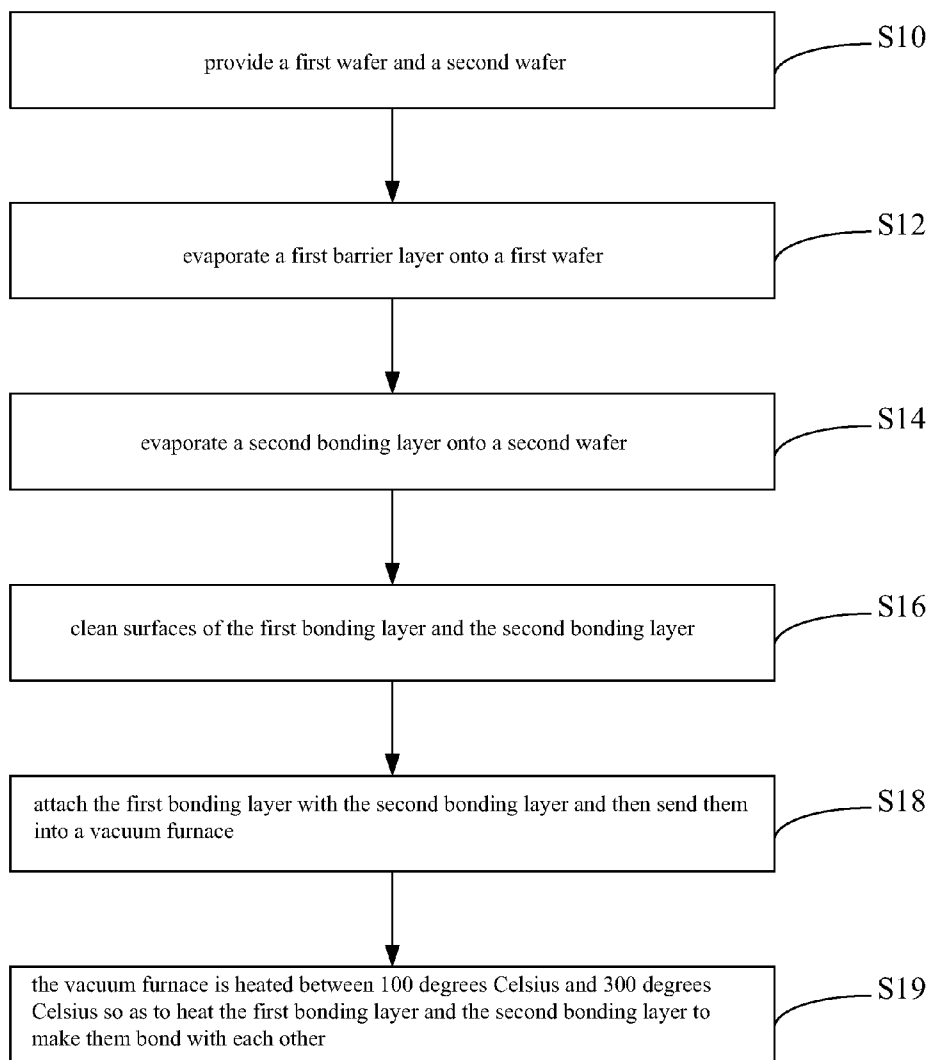 provide a first wafer and a second wafer
S10
evaporate a first barrier layer onto a first wafer
S12
evaporate a second bonding layer onto a second wafer
S14
clean surfaces of the first bonding layer and the second bonding layer
S16
attach the first bonding layer with the second bonding layer and then send them
into a vacuum furnace
S18
the vacuum furnace is heated between 100 degrees Celsius and 300 degrees
Celsius so as to heat the first bonding layer and the second bonding layer to
make them bond with each other
S19